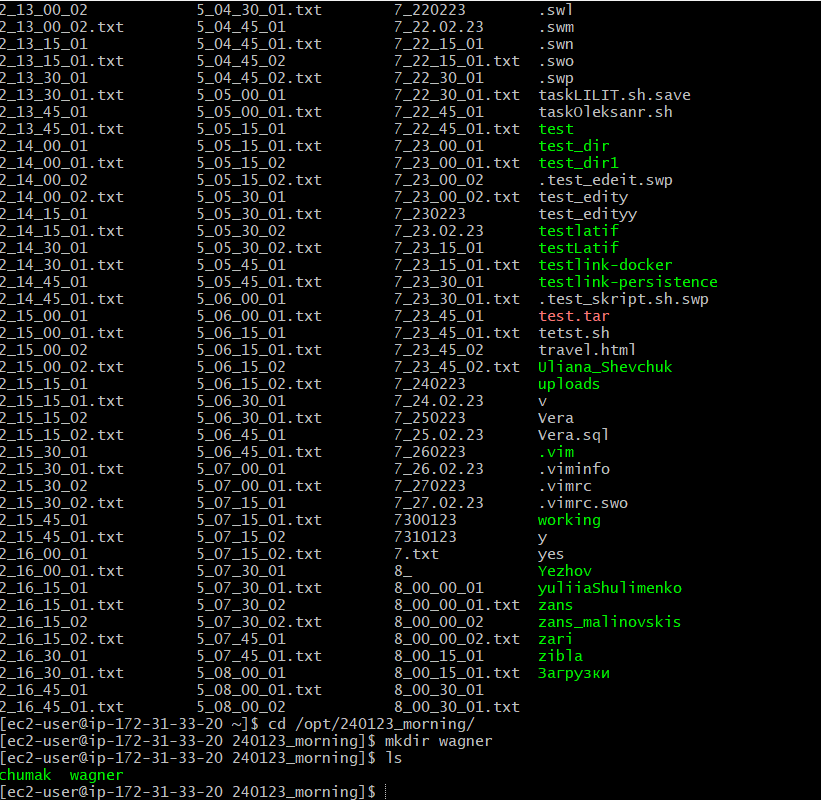 2_13_00_02 5_04_30_01.txt 7_220223 .swl
2_13_00_02.txt 5_04_45_01 7_22.02.23 .swm
2_13_15_01 5_04_45_01.txt 7_22_15_01 .swn
2_13_15_01.txt 5_04_45_02 7_22_15_01.txt .swo
2_13_30_01 5_04_45_02.txt 7_22_30_01 .swp
2_13_30_01.txt 5_05_00_01 7_22_30_01.txt taskLILIT.sh.save
2_13_45_01 5_05_00_01.txt 7_22_45_01 taskOleksanr.sh
2_13_45_01.txt 5_05_15_01 7_22_45_01.txt test
2_14_00_01 5_05_15_01.txt 7_23_00_01 test_dir
2_14_00_01.txt 5_05_15_02 7_23_00_01.txt test_dir1
2_14_00_02 5_05_15_02.txt 7_23_00_02 .test_edeit.swp
2_14_00_02.txt 5_05_30_01 7_23_00_02.txt test_edity
2_14_15_01 5_05_30_01.txt 7_230223 test_edityy
2_14_15_01.txt 5_05_30_02 7_23.02.23 testlatif
2_14_30_01 5_05_30_02.txt 7_23_15_01 testLatif
2_14_30_01.txt 5_05_45_01 7_23_15_01.txt testlink-docker
2_14_45_01 5_05_45_01.txt 7_23_30_01 testlink-persistence
2_14_45_01.txt 5_06_00_01 7_23_30_01.txt .test_skript.sh.swp
2_15_00_01 5_06_00_01.txt 7_23_45_01 test.tar
2_15_00_01.txt 5_06_15_01 7_23_45_01.txt tetst.sh
2_15_00_02 5_06_15_01.txt 7_23_45_02 travel.html
2_15_00_02.txt 5_06_15_02 7_23_45_02.txt Uliana_Shevchuk
2_15_15_01 5_06_15_02.txt 7_240223 uploads
2_15_15_01.txt 5_06_30_01 7_24.02.23 v
2_15_15_02 5_06_30_01.txt 7_250223 Vera
2_15_15_02.txt 5_06_45_01 7_25.02.23 Vera.sql
2_15_30_01 5_06_45_01.txt 7_260223 .vim
2_15_30_01.txt 5_07_00_01 7_26.02.23 .viminfo
2_15_30_02 5_07_00_01.txt 7_270223 .vimrc
2_15_30_02.txt 5_07_15_01 7_27.02.23 .vimrc.swo
2_15_45_01 5_07_15_01.txt 7300123 working
2_15_45_01.txt 5_07_15_02 7310123 y
2_16_00_01 5_07_15_02.txt 7.txt yes
2_16_00_01.txt 5_07_30_01 8_ Yezhov
2_16_15_01 5_07_30_01.txt 8_00_00_01 yuliiaShulimenko
2_16_15_01.txt 5_07_30_02 8_00_00_01.txt zans
2_16_15_02 5_07_30_02.txt 8_00_00_02 zans_malinovskis
2_16_15_02.txt 5_07_45_01 8_00_00_02.txt zari
2_16_30_01 5_07_45_01.txt 8_00_15_01 zibla
2_16_30_01.txt 5_08_00_01 8_00_15_01.txt Загрузки
2_16_45_01 5_08_00_01.txt 8_00_30_01
2_16_45_01.txt 5_08_00_02 8_00_30_01.txt
[ec2-user@ip-172-31-33-20 ~]$ cd /opt/240123_morning/
[ec2-user@ip-172-31-33-20 240123_morning]$ mkdir wagner
[ec2-user@ip-172-31-33-20 240123_morning]$ ls
chumak wagner
[ec2-user@ip-172-31-33-20 240123_morning]$